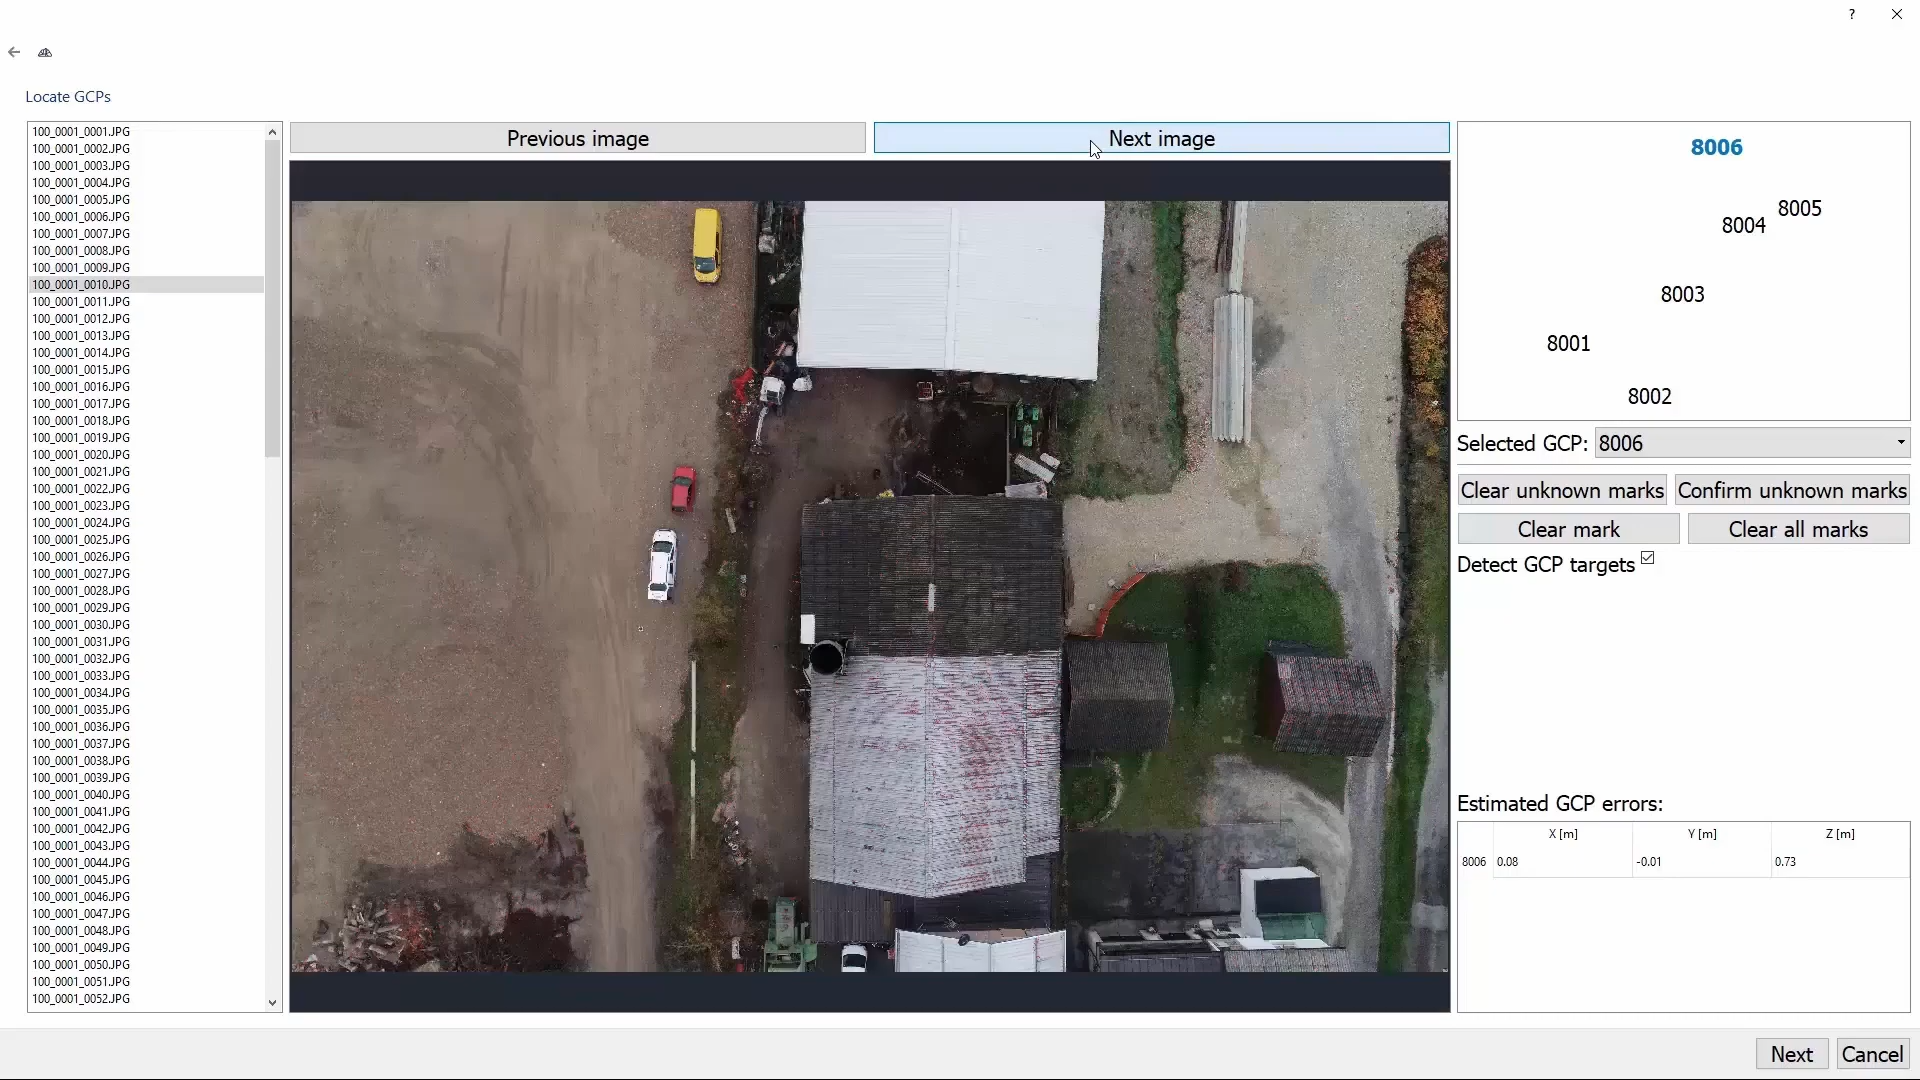 ?
Locate GCPs
100_0001_0001.JPG
100_0001_0002.JPG
100_0001_0003.JPG
100_0001_0004.JPG
100_0001_0005.JPG
100_0001_0006.JPG
100_0001_0007.JPG
100_0001_0008.JPG
100_0001_0009.JPG
100_0001_0010.JPG
100_0001_0011.JPG
100_0001_0012.JPG
100_0001_0013.JPG
100_0001_0014.JPG
100_0001_0015.JPG
100_0001_0016.JPG
100_0001_0017.JPG
100_0001_0018.JPG
100_0001_0019.JPG
100_0001_0020.JPG
100_0001_0021.JPG
100_0001_0022.JPG
100_0001_0023.JPG
100_0001_0024.JPG
100_0001_0025.JPG
100_0001_0026.JPG
100_0001_0027.JPG
100_0001_0028.JPG
100_0001_0029.JPG
100_0001_0030.JPG
100_0001_0031.JPG
100_0001_0032.JPG
100_0001_0033.JPG
100_0001_0034.JPG
100_0001_0035.JPG
100_0001_0036.JPG
100_0001_0037.JPG
100_0001_0038.JPG
100_0001_0039.JPG
100_0001_0040.JPG
100_0001_0041.JPG
100_0001_0042.JPG
100_0001_0043.JPG
100_0001_0044.JPG
100_0001_0045.JPG
100_0001_0046.JPG
100_0001_0047.JPG
100_0001_0048.JPG
100_0001_0049.JPG
100_0001_0050.JPG
100_0001_0051.JPG
100_0001_0052.JPG
Previous image
Next image
8006
8005
8004
8003
8001
8002
Selected GCP: 8006
Clear unknown marks Confirm unknown marks
Clear mark Clear all marks
Detect GCP targets
Estimated GCP errors:
X [m] Y [m] Z [m]
8006 0.08 -0.01 0.73
Next Cancel